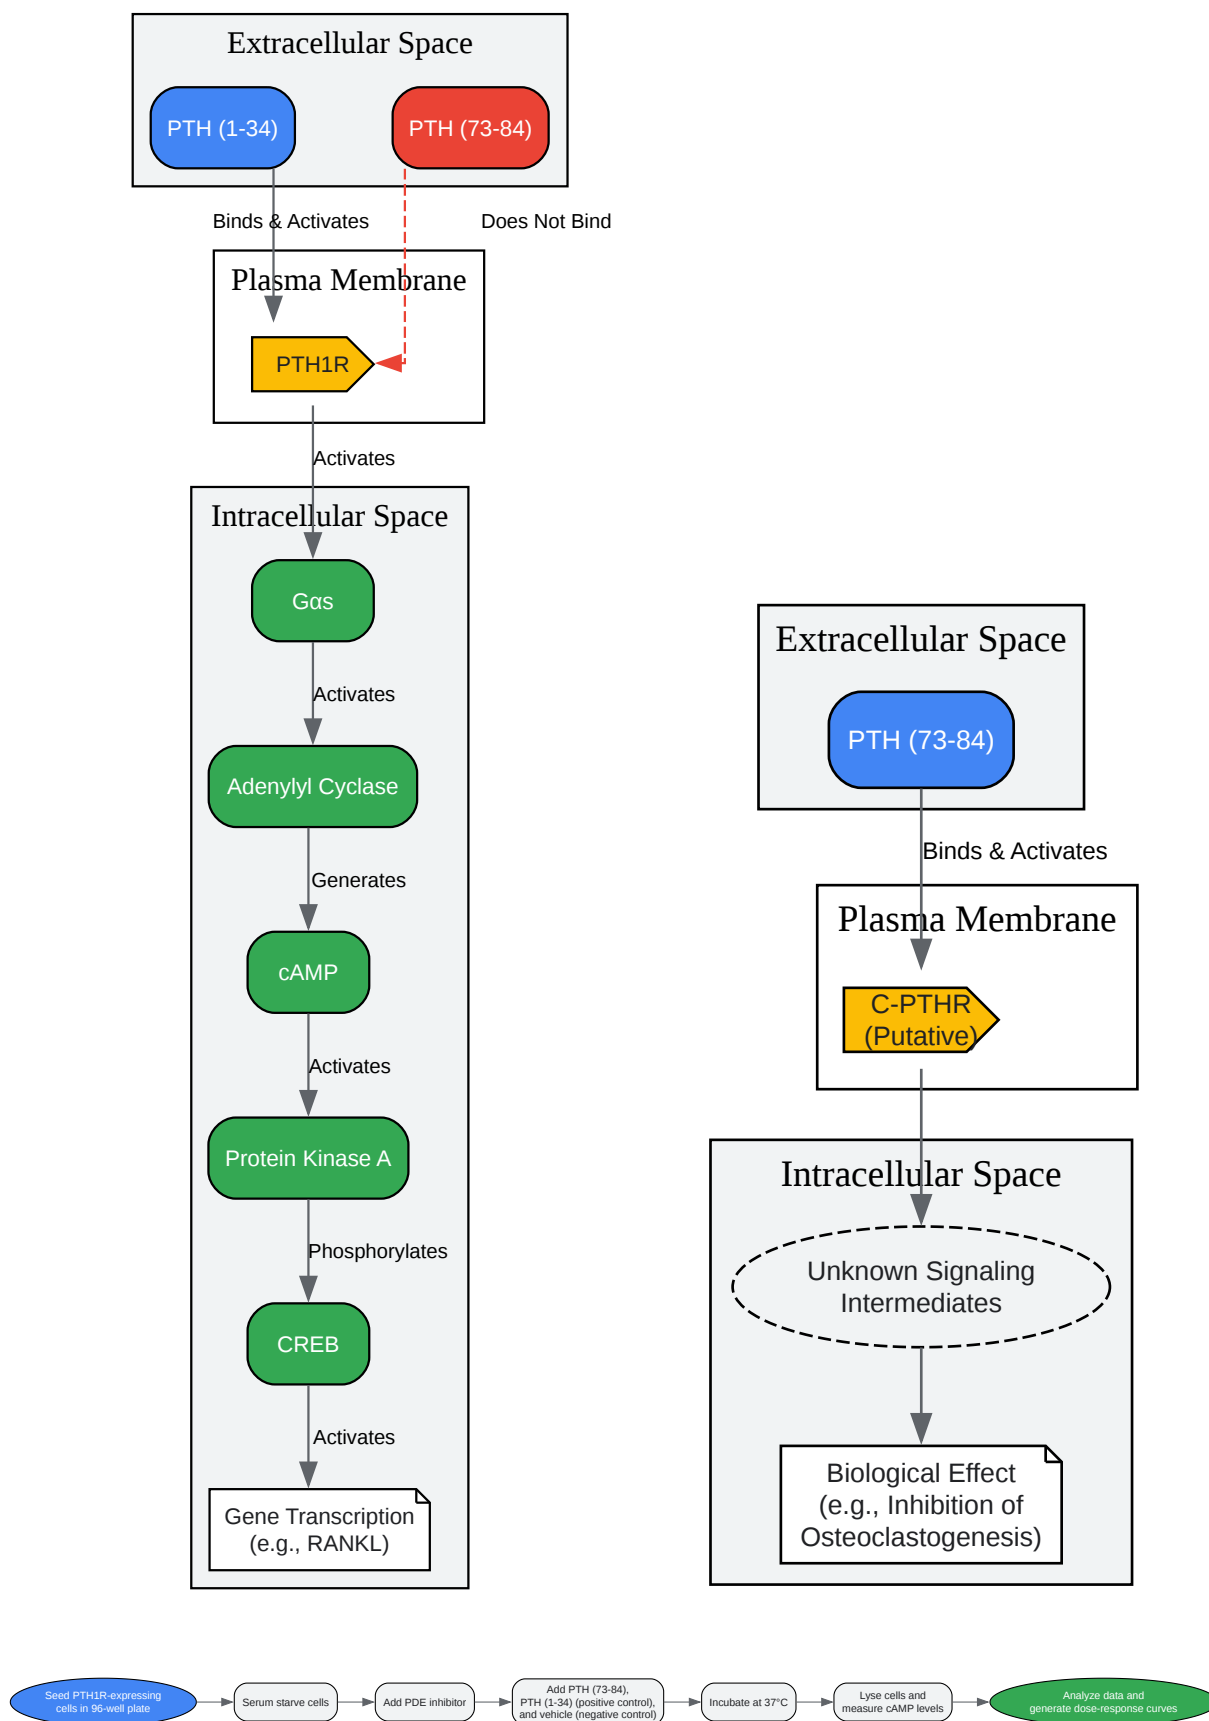 Extracellular Space
PTH (1-34)
PTH (73-84)
Binds & Activates
Does Not Bind
Plasma Membrane
PTH1R
Activates
Intracellular Space
Gαs
Activates
Adenylyl Cyclase
Generates
cAMP
Activates
Protein Kinase A
Phosphorylates
CREB
Activates
Gene Transcription
(e.g., RANKL)
Extracellular Space
PTH (73-84)
Binds & Activates
Plasma Membrane
C-PTHR
(Putative)
Intracellular Space
Unknown Signaling
Intermediates
Biological Effect
(e.g., Inhibition of
Osteoclastogenesis)
Seed PTH1R-expressing
cells in 96-well plate
Serum starve cells
Add PDE inhibitor
Add PTH (73-84),
PTH (1-34) (positive control),
and vehicle (negative control)
Incubate at 37°C
Lyse cells and
measure cAMP levels
Analyze data and
generate dose-response curves